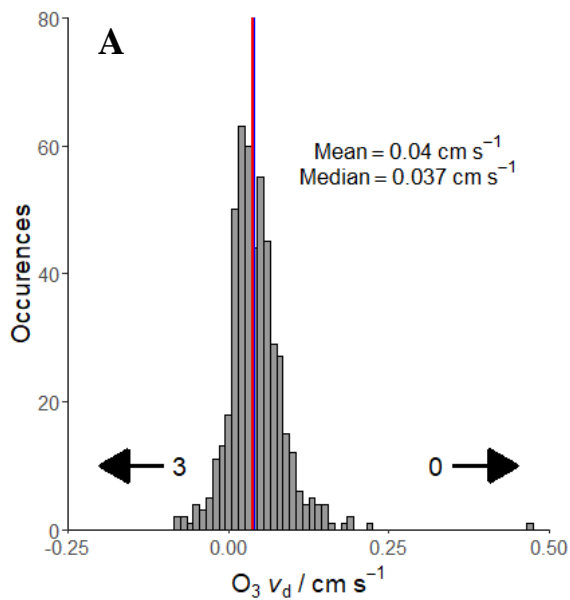 A
80
60
40
20
0
Occurences
Mean = 0.04 cm s⁻¹
Median = 0.037 cm s⁻¹
3
0
-0.25 0.00 0.25 0.50
O₃ v_d / cm s⁻¹